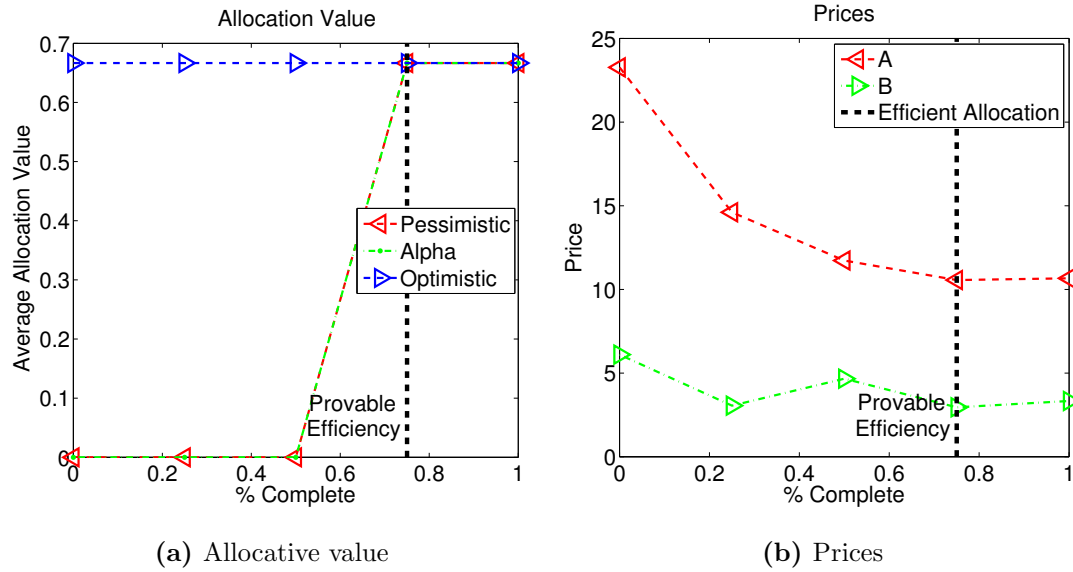 Allocation Value
0.7
0.6
0.5
0.4
0.3
0.2
0.1
0
Average Allocation Value
Pessimistic
Alpha
Optimistic
Provable
Efficiency
0 0.2 0.4 0.6 0.8 1
% Complete
(a) Allocative value
Prices
25
20
15
10
5
0
Price
A
B
Efficient Allocation
Provable
Efficiency
0 0.2 0.4 0.6 0.8 1
% Complete
(b) Prices